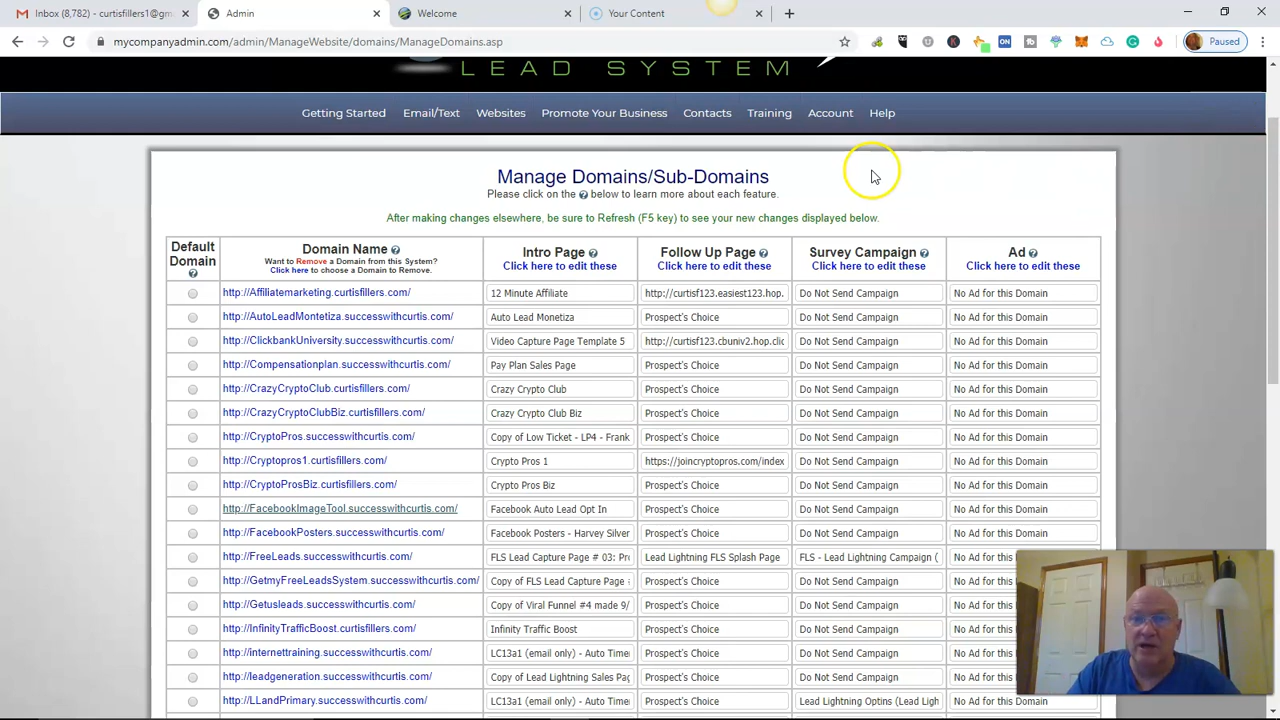 Inbox (8,782) - curtisfillers1@gm
Admin
Welcome
Your Content
mycompanyadmin.com/admin/ManageWebsite/domains/ManageDomains.asp
ON
Paused
LEAD SYSTEM
Getting Started Email/Text Websites Promote Your Business Contacts Training Account Help
Manage Domains/Sub-Domains
Please click on the ? below to learn more about each feature.
After making changes elsewhere, be sure to Refresh (F5 key) to see your new changes displayed below.
Default Domain ?
Domain Name ?
Want to Remove a Domain from this System?
Click here to choose a Domain to Remove.
Intro Page ?
Click here to edit these
Follow Up Page ?
Click here to edit these
Survey Campaign ?
Click here to edit these
Ad ?
Click here to edit these
http://Affiliatemarketing.curtisfillers.com/ 12 Minute Affiliate http://curtisf123.easiest123.hop. Do Not Send Campaign No Ad for this Domain
http://AutoLeadMontetiza.successwithcurtis.com/ Auto Lead Monetiza Prospect's Choice Do Not Send Campaign No Ad for this Domain
http://ClickbankUniversity.successwithcurtis.com/ Video Capture Page Template 5 http://curtisf123.cbuniv2.hop.clic Do Not Send Campaign No Ad for this Domain
http://Compensationplan.successwithcurtis.com/ Pay Plan Sales Page Prospect's Choice Do Not Send Campaign No Ad for this Domain
http://CrazyCryptoClub.curtisfillers.com/ Crazy Crypto Club Prospect's Choice Do Not Send Campaign No Ad for this Domain
http://CrazyCryptoClubBiz.curtisfillers.com/ Crazy Crypto Club Biz Prospect's Choice Do Not Send Campaign No Ad for this Domain
http://CryptoPros.successwithcurtis.com/ Copy of Low Ticket - LP4 - Frank Prospect's Choice Do Not Send Campaign No Ad for this Domain
http://Cryptopros1.curtisfillers.com/ Crypto Pros 1 https://joincryptopros.com/index Do Not Send Campaign No Ad for this Domain
http://CryptoProsBiz.curtisfillers.com/ Crypto Pros Biz Prospect's Choice Do Not Send Campaign No Ad for this Domain
http://FacebookImageTool.successwithcurtis.com/ Facebook Auto Lead Opt In Prospect's Choice Do Not Send Campaign No Ad for this Domain
http://FacebookPosters.successwithcurtis.com/ Facebook Posters - Harvey Silver Prospect's Choice Do Not Send Campaign No Ad for this Domain
http://FreeLeads.successwithcurtis.com/ FLS Lead Capture Page # 03: Pr Lead Lightning FLS Splash Page FLS - Lead Lightning Campaign ( No Ad for this
http://GetmyFreeLeadsSystem.successwithcurtis.com/ Copy of FLS Lead Capture Page Prospect's Choice Do Not Send Campaign No Ad for this
http://Getusleads.successwithcurtis.com/ Copy of Viral Funnel #4 made 9/ Prospect's Choice Do Not Send Campaign No Ad for this
http://InfinityTrafficBoost.curtisfillers.com/ Infinity Traffic Boost Prospect's Choice Do Not Send Campaign No Ad for this
http://internettraining.successwithcurtis.com/ LC13a1 (email only) - Auto Timer Prospect's Choice Do Not Send Campaign No Ad for this
http://leadgeneration.successwithcurtis.com/ Copy of Lead Lightning Sales Pag Prospect's Choice Do Not Send Campaign No Ad for this
http://LLandPrimary.successwithcurtis.com/ LC13a1 (email only) - Auto Timer Prospect's Choice Lead Lightning Optins (Lead Ligh No Ad for this